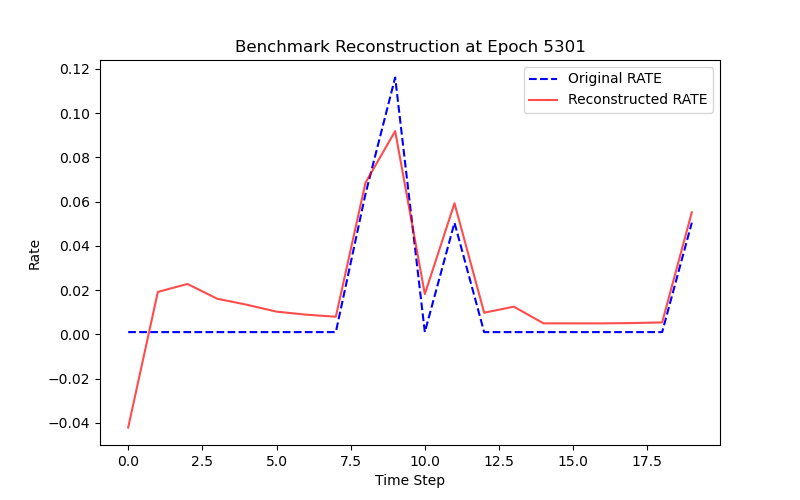 Benchmark Reconstruction at Epoch 5301
Original RATE
Reconstructed RATE
Rate
0.12
0.10
0.08
0.06
0.04
0.02
0.00
−0.02
−0.04
0.0 2.5 5.0 7.5 10.0 12.5 15.0 17.5
Time Step